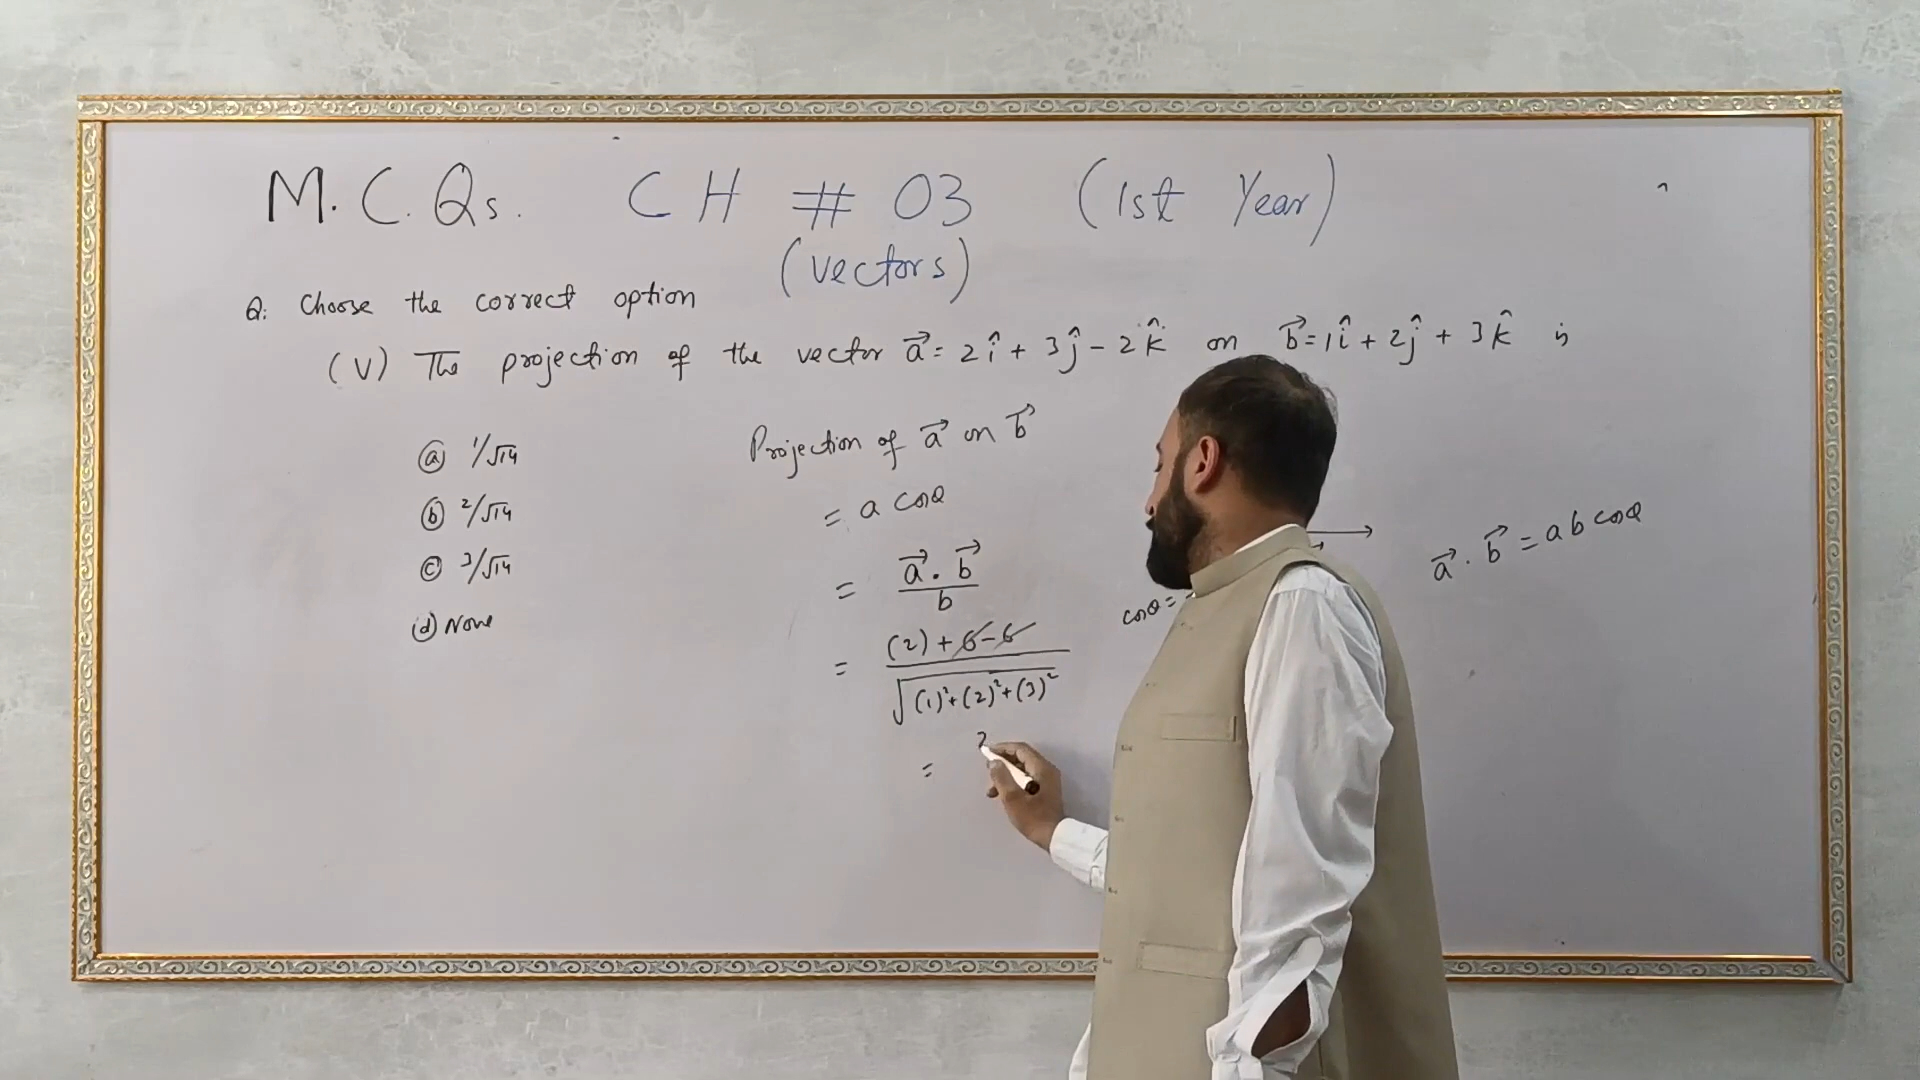 M.C.Qs. CH # 03 (1st Year)
(vectors)
Q: Choose the correct option
(V) The projection of the vector a⃗ = 2î + 3ĵ - 2k̂ on b⃗ = 1î + 2ĵ + 3k̂ is
ⓐ 1/√14
ⓑ 2/√14
ⓒ 3/√14
(d) None
Projection of a⃗ on b⃗
= a cosθ
= a⃗ . b⃗ / b
= (2) + 6 - 6 / √(1)² + (2)² + (3)²
= 2
cosθ =
a⃗ . b⃗ = a b cosθ